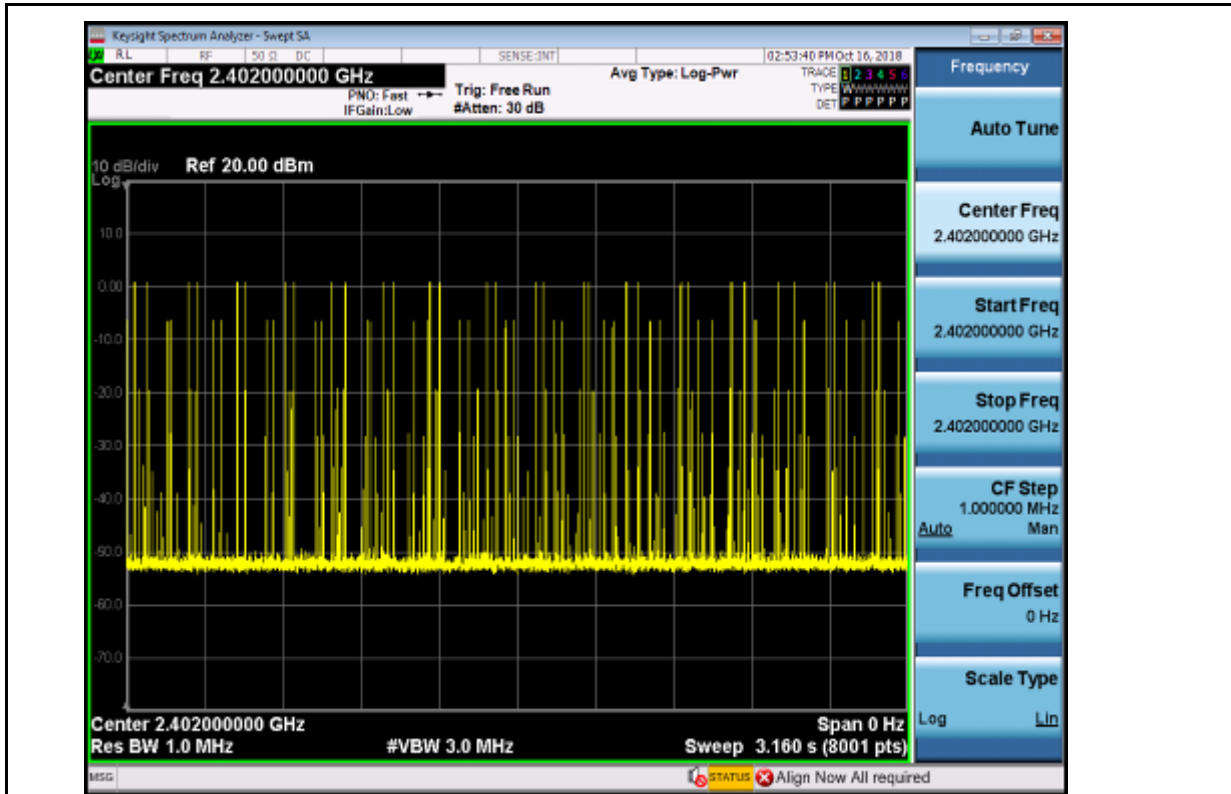 Keysight Spectrum Analyzer - Swept SA
RL RF 50 Ω DC SENSE:INT 02:53:40 PM Oct 16, 2018
Center Freq 2.402000000 GHz Avg Type: Log-Pwr TRACE 1 2 3 4 5 6
PNO: Fast Trig: Free Run TYPE WWWWWW
IFGain:Low #Atten: 30 dB DET P P P P P P
10 dB/div Ref 20.00 dBm
Log
10.0
0.00
-10.0
-20.0
-30.0
-40.0
-50.0
-60.0
-70.0
Center 2.402000000 GHz Span 0 Hz
Res BW 1.0 MHz #VBW 3.0 MHz Sweep 3.160 s (8001 pts)
MSG STATUS Align Now All required
Frequency
Auto Tune
Center Freq
2.402000000 GHz
Start Freq
2.402000000 GHz
Stop Freq
2.402000000 GHz
CF Step
1.000000 MHz
Auto Man
Freq Offset
0 Hz
Scale Type
Log Lin